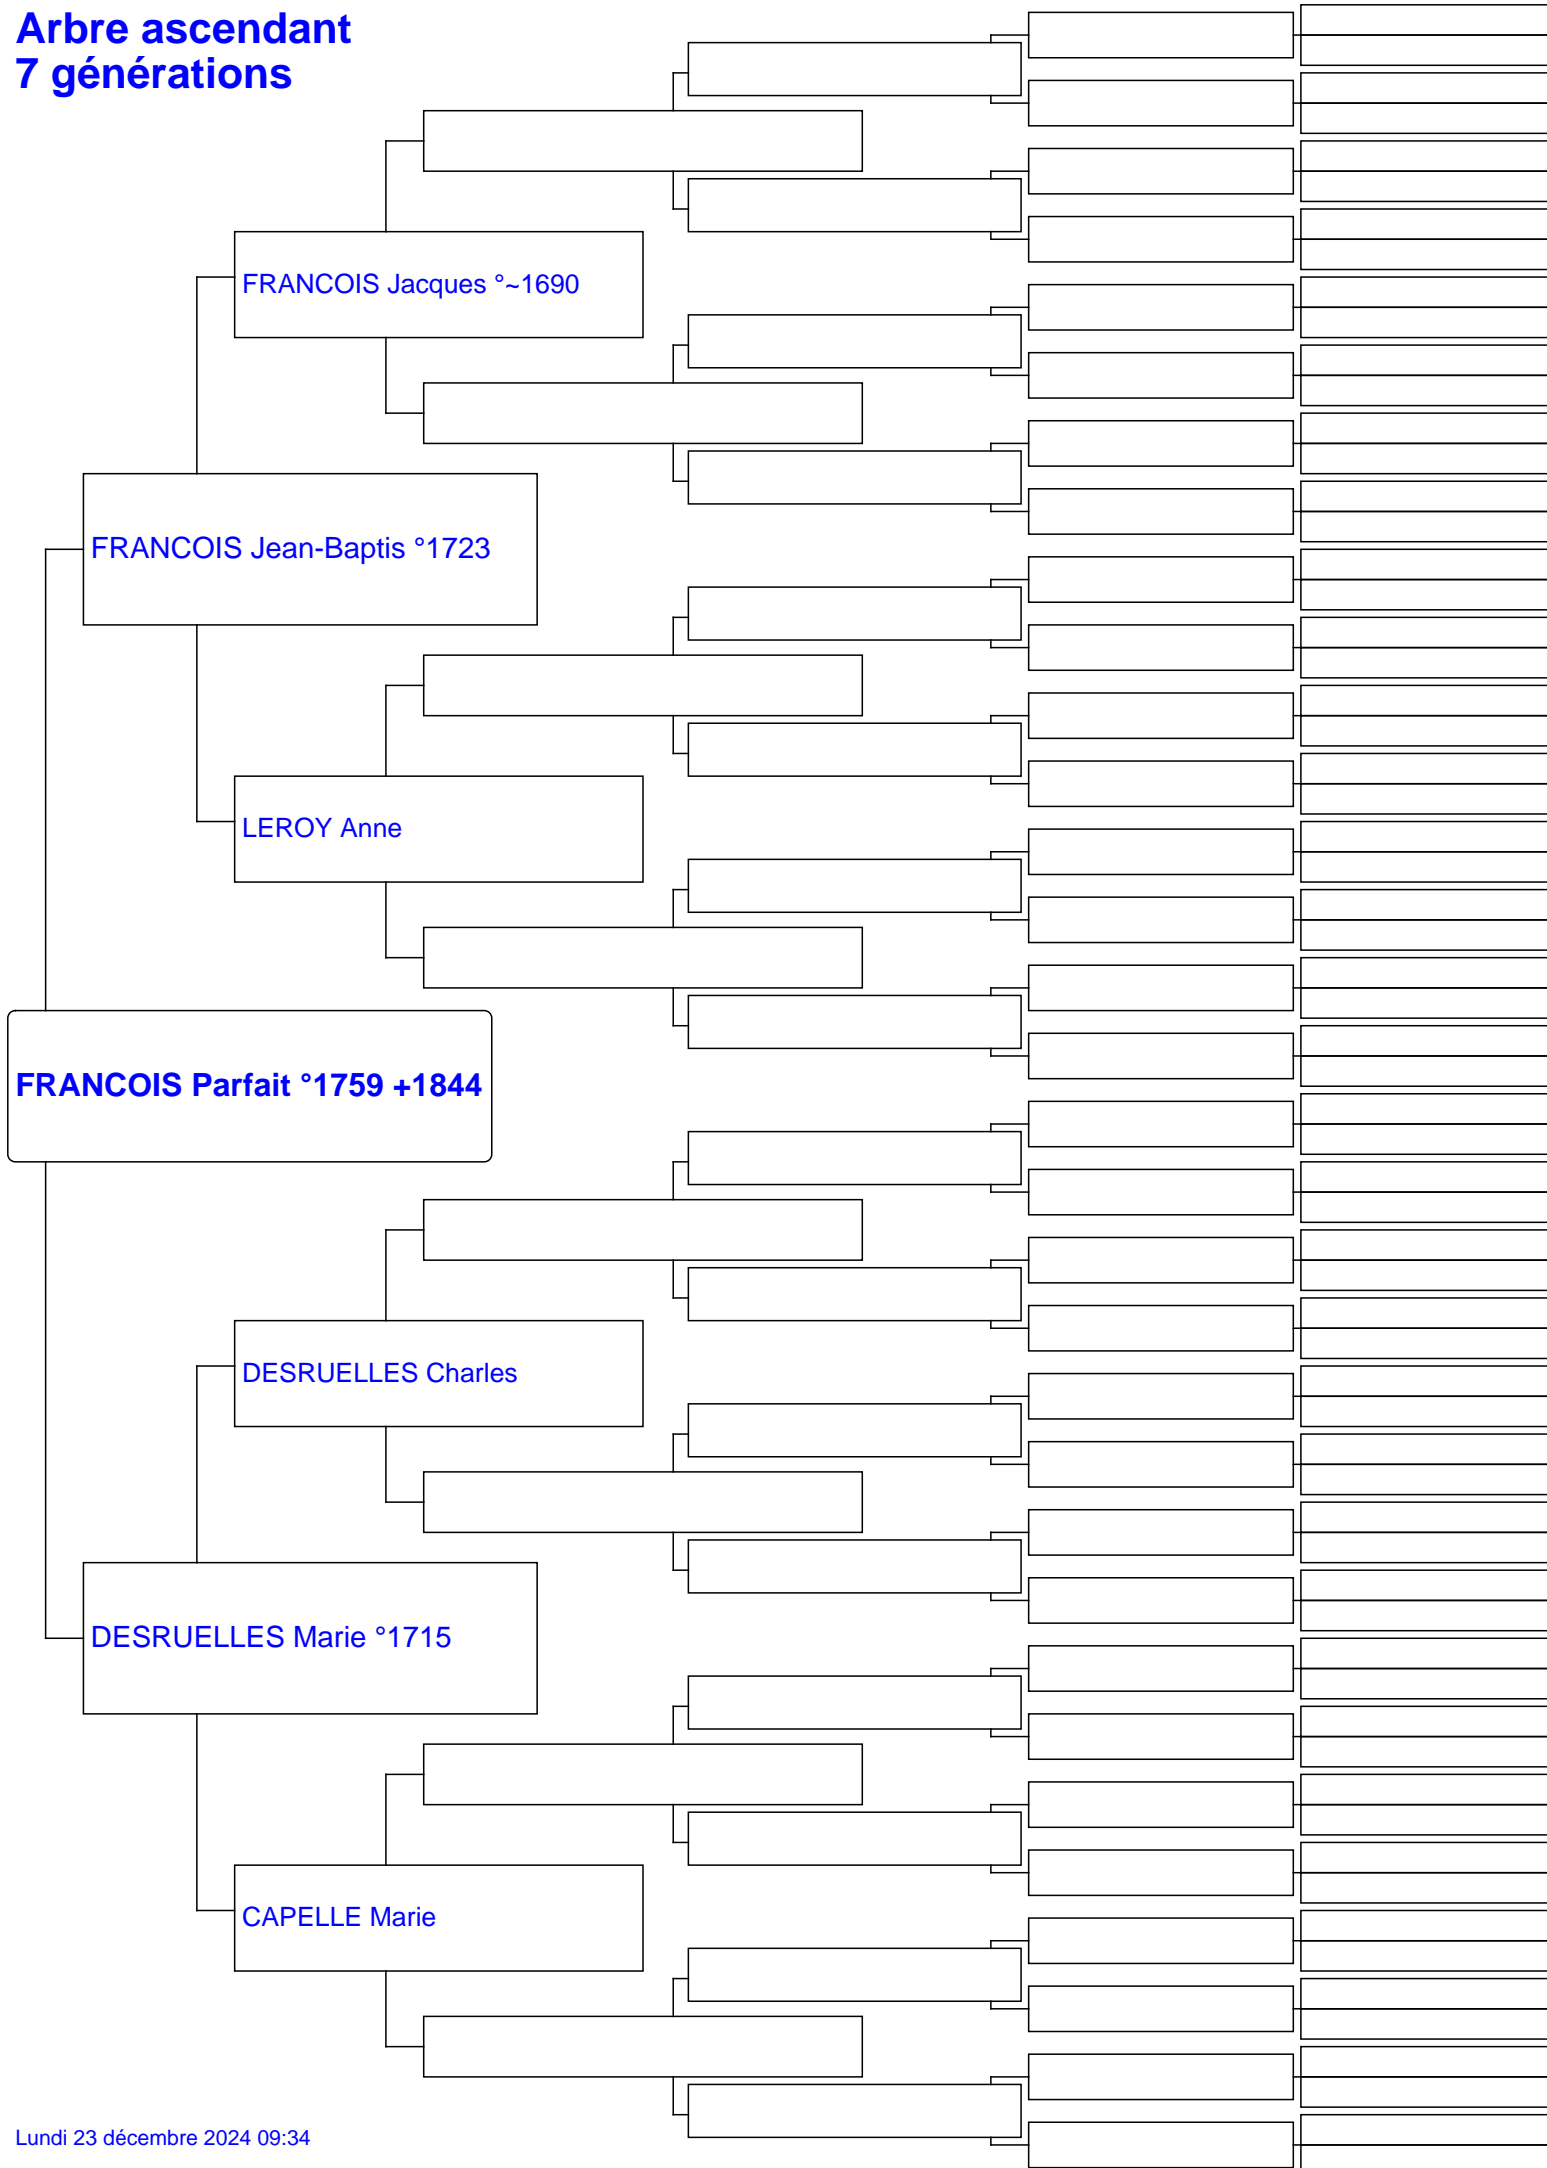 Arbre ascendant
7 générations
FRANCOIS Jacques °~1690
FRANCOIS Jean-Baptis °1723
LEROY Anne
FRANCOIS Parfait °1759 +1844
DESRUELLES Charles
DESRUELLES Marie °1715
CAPELLE Marie
Lundi 23 décembre 2024 09:34